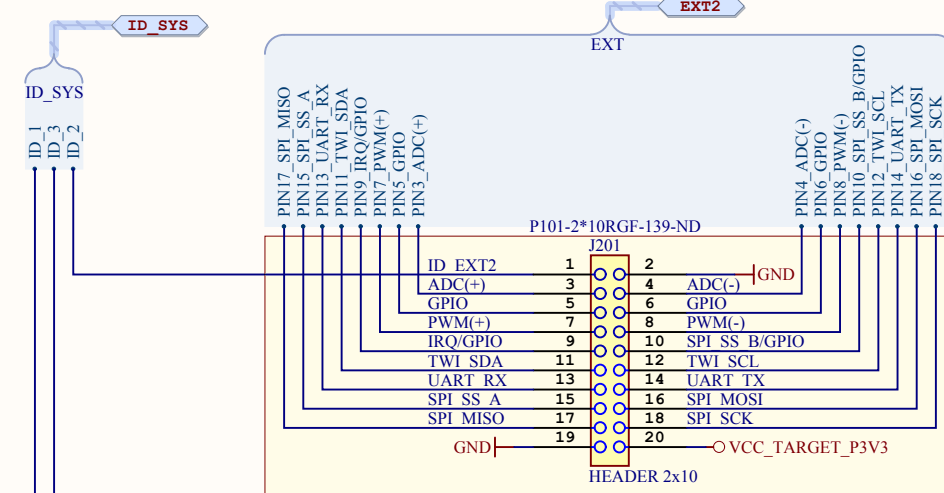 ID_SYS
EXT2
EXT
ID_SYS
ID_1
ID_3
ID_2
PIN17_SPI_MISO
PIN15_SPI_SS_A
PIN13_UART_RX
PIN11_TWI_SDA
PIN9_IRQ/GPIO
PIN7_PWM(+)
PIN5_GPIO
PIN3_ADC(+)
PIN4_ADC(-)
PIN6_GPIO
PIN8_PWM(-)
PIN10_SPI_SS_B/GPIO
PIN12_TWI_SCL
PIN14_UART_TX
PIN16_SPI_MOSI
PIN18_SPI_SCK
P101-2*10RGF-139-ND
J201
ID_EXT2 1 2 GND
ADC(+) 3 4 ADC(-)
GPIO 5 6 GPIO
PWM(+) 7 8 PWM(-)
IRQ/GPIO 9 10 SPI_SS_B/GPIO
TWI_SDA 11 12 TWI_SCL
UART_RX 13 14 UART_TX
SPI_SS_A 15 16 SPI_MOSI
SPI_MISO 17 18 SPI_SCK
GND 19 20 VCC_TARGET_P3V3
HEADER 2x10